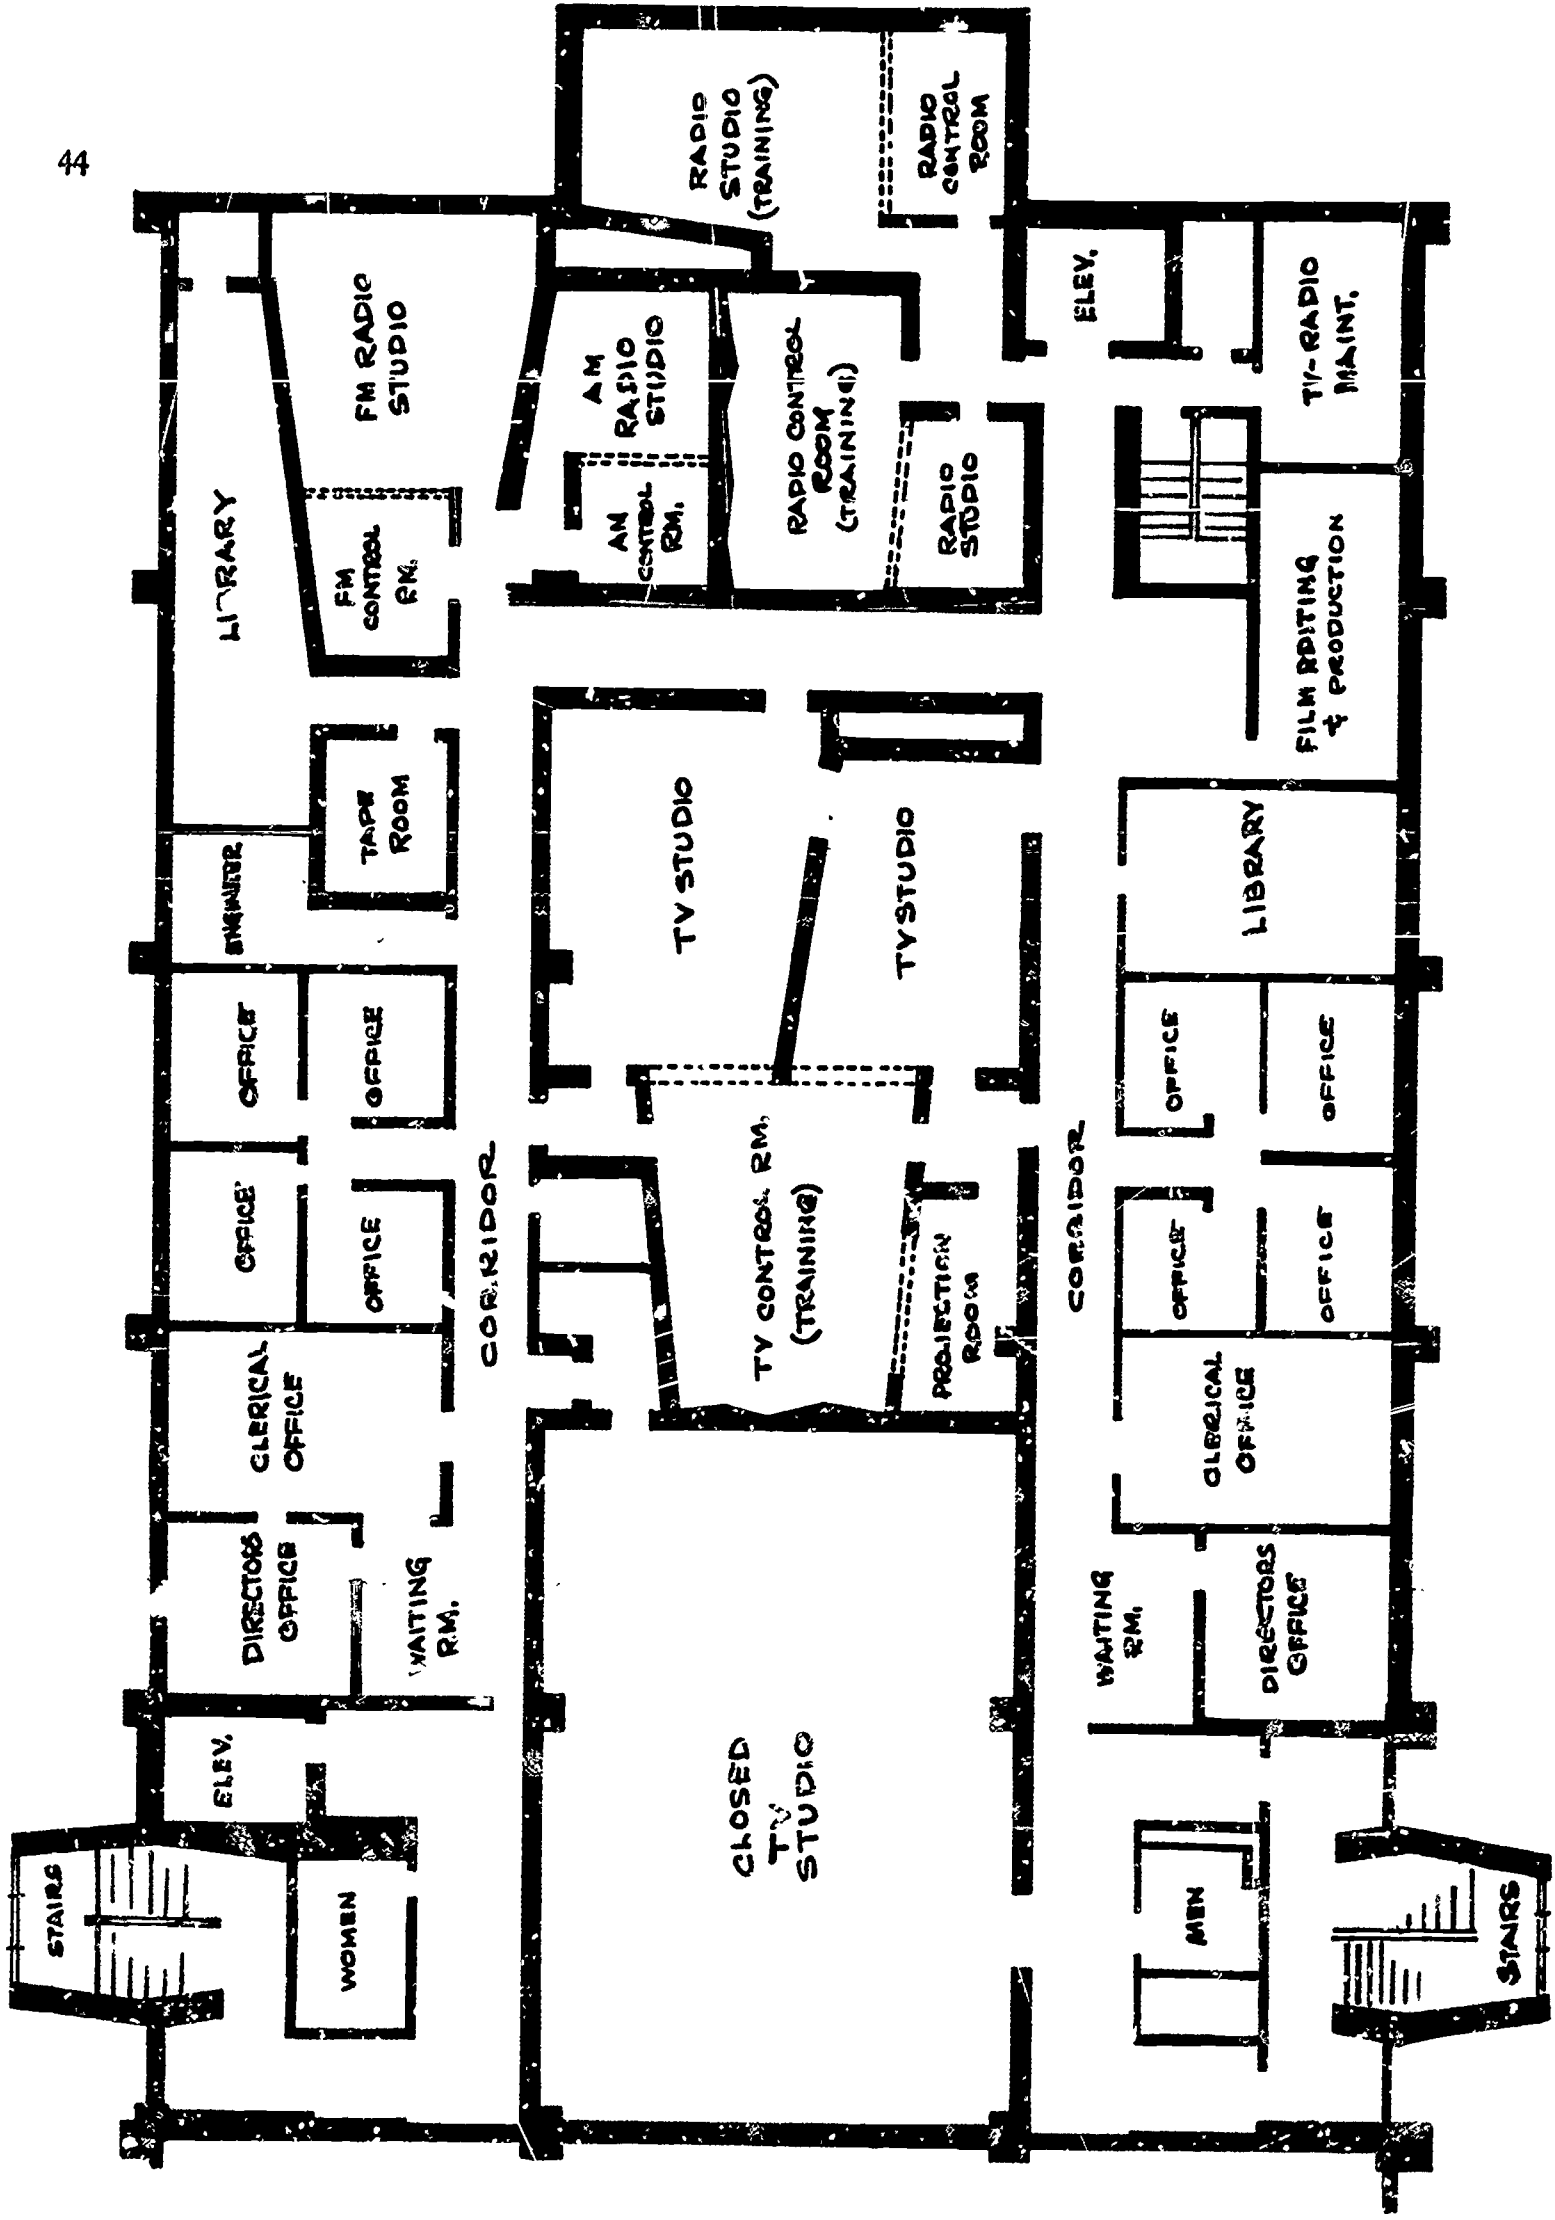 44
STAIRS
ELEV.
WOMEN
DIRECTORS
OFFICE
WAITING
RM.
CLERICAL
OFFICE
OFFICE
OFFICE
OFFICE
OFFICE
ENGINEER
TAPE
ROOM
LIBRARY
FM
CONTROL
RM.
FM RADIO
STUDIO
CORRIDOR
CLOSED
TV
STUDIO
TV CONTROL RM.
(TRAINING)
PROJECTION
ROOM
TV STUDIO
TV STUDIO
AM
CONTROL
RM.
AM
RADIO
STUDIO
RADIO CONTROL
ROOM
(TRAINING)
RADIO
STUDIO
RADIO
STUDIO
(TRAINING)
RADIO
CONTROL
ROOM
CORRIDOR
ELEV.
WAITING
RM.
DIRECTORS
OFFICE
CLERICAL
OFFICE
OFFICE
OFFICE
OFFICE
OFFICE
LIBRARY
FILM EDITING
& PRODUCTION
TV-RADIO
MAINT.
MEN
STAIRS